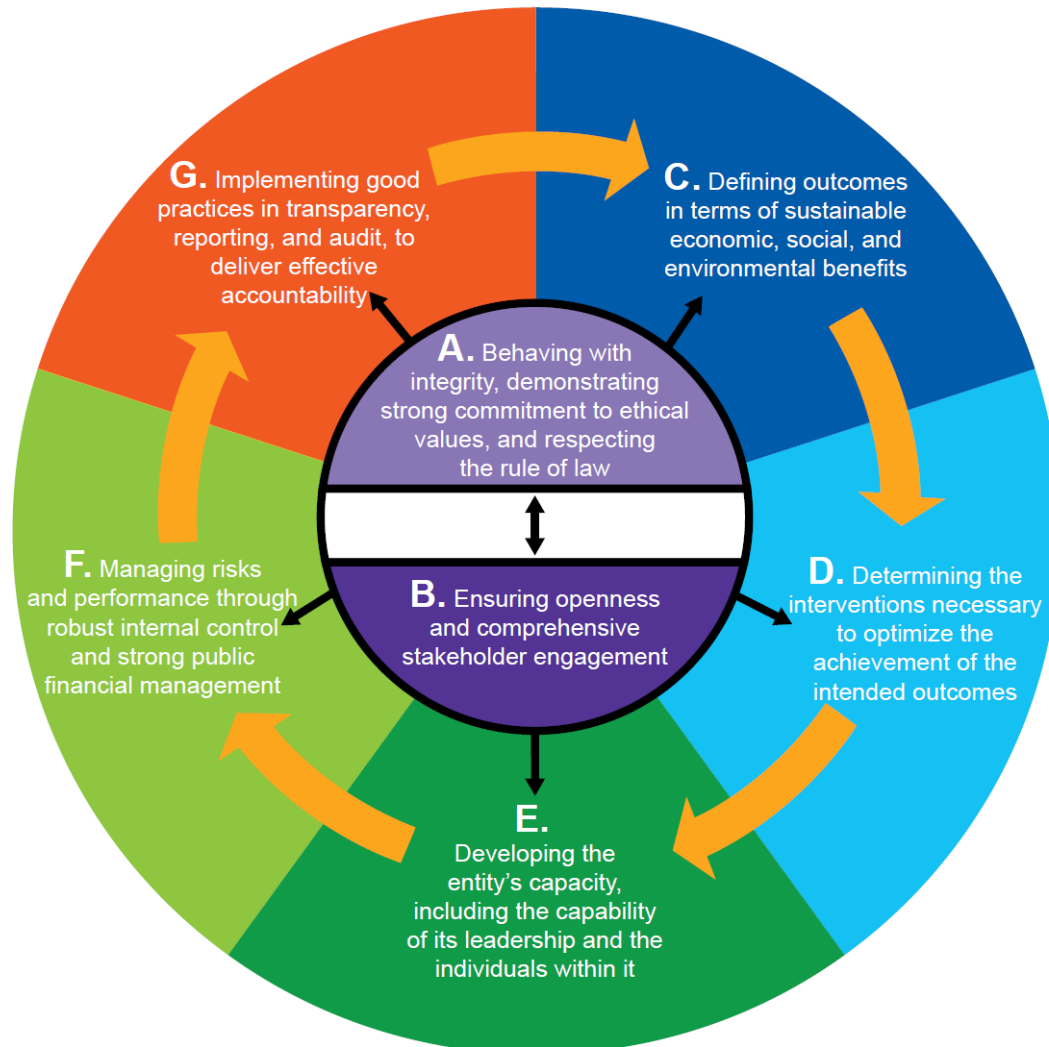 A. Behaving with
integrity, demonstrating
strong commitment to ethical
values, and respecting
the rule of law
B. Ensuring openness
and comprehensive
stakeholder engagement
C. Defining outcomes
in terms of sustainable
economic, social, and
environmental benefits
D. Determining the
interventions necessary
to optimize the
achievement of the
intended outcomes
E.
Developing the
entity's capacity,
including the capability
of its leadership and the
individuals within it
F. Managing risks
and performance through
robust internal control
and strong public
financial management
G. Implementing good
practices in transparency,
reporting, and audit, to
deliver effective
accountability